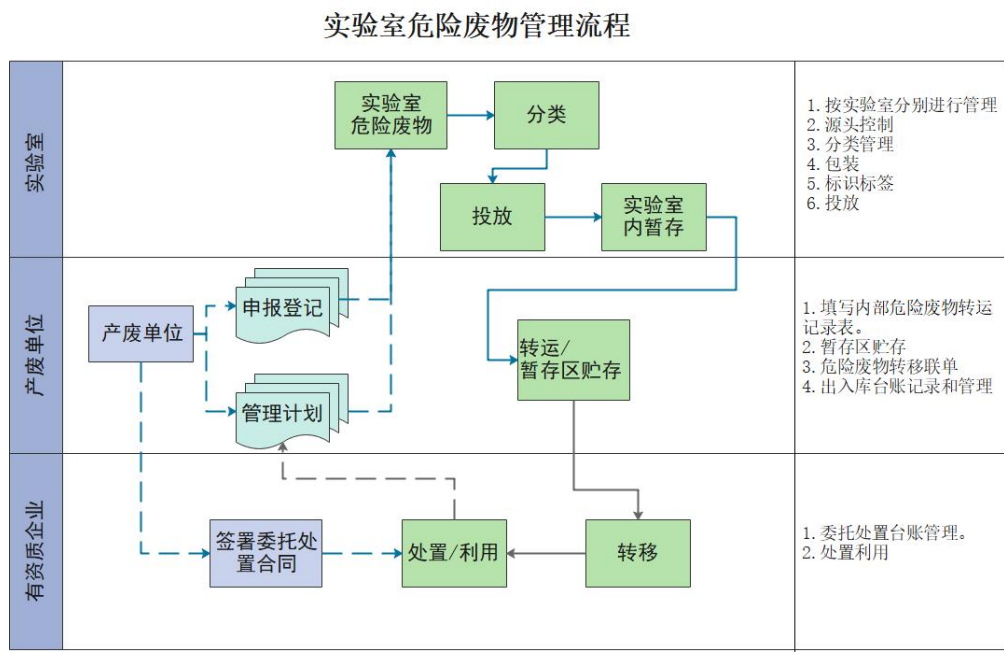 实验室危险废物管理流程
实验室
实验室
危险废物
分类
投放
实验室
内暂存
1. 按实验室分别进行管理
2. 源头控制
3. 分类管理
4. 包装
5. 标识标签
6. 投放
产废单位
产废单位
申报登记
管理计划
转运/
暂存区贮存
1. 填写内部危险废物转运
记录表。
2. 暂存区贮存
3. 危险废物转移联单
4. 出入库台账记录和管理
有资质企业
签署委托处
置合同
处置/利用
转移
1. 委托处置台账管理。
2. 处置利用